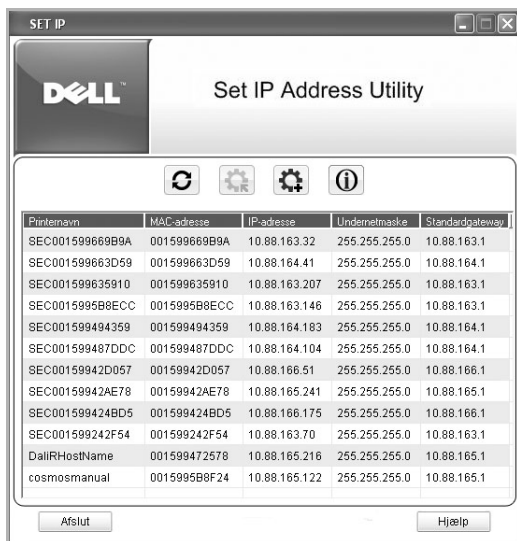 SET IP
DELL™
Set IP Address Utility
Printernavn MAC-adresse IP-adresse Undernetmaske Standardgateway
SEC001599669B9A 001599669B9A 10.88.163.32 255.255.255.0 10.88.163.1
SEC001599663D59 001599663D59 10.88.164.41 255.255.255.0 10.88.164.1
SEC001599635910 001599635910 10.88.163.207 255.255.255.0 10.88.163.1
SEC0015995B8ECC 0015995B8ECC 10.88.163.146 255.255.255.0 10.88.163.1
SEC001599494359 001599494359 10.88.164.183 255.255.255.0 10.88.164.1
SEC001599487DDC 001599487DDC 10.88.164.104 255.255.255.0 10.88.164.1
SEC00159942D057 00159942D057 10.88.166.51 255.255.255.0 10.88.166.1
SEC00159942AE78 00159942AE78 10.88.165.241 255.255.255.0 10.88.165.1
SEC001599424BD5 001599424BD5 10.88.166.175 255.255.255.0 10.88.166.1
SEC001599242F54 001599242F54 10.88.163.70 255.255.255.0 10.88.163.1
DaliRHostName 001599472578 10.88.165.216 255.255.255.0 10.88.165.1
cosmosmanual 0015995B8F24 10.88.165.122 255.255.255.0 10.88.165.1
Afslut Hjælp